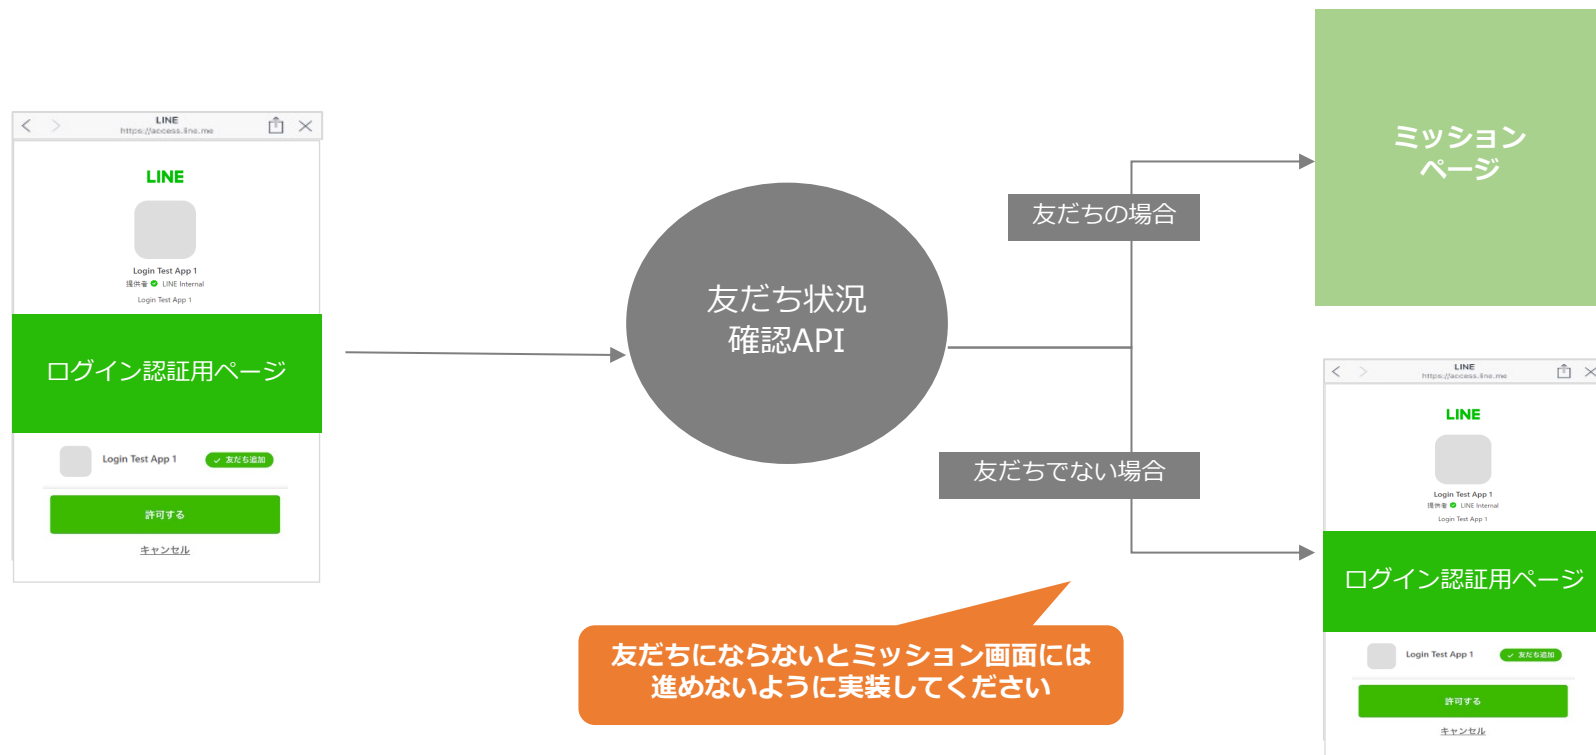 LINE
https://access.line.me
LINE
Login Test App 1
提供者 LINE Internal
Login Test App 1
ログイン認証用ページ
Login Test App 1
友だち追加
許可する
キャンセル
友だち状況
確認API
友だちの場合
友だちでない場合
ミッション
ページ
友だちにならないとミッション画面には
進めないように実装してください
LINE
https://access.line.me
LINE
Login Test App 1
提供者 LINE Internal
Login Test App 1
ログイン認証用ページ
Login Test App 1
友だち追加
許可する
キャンセル